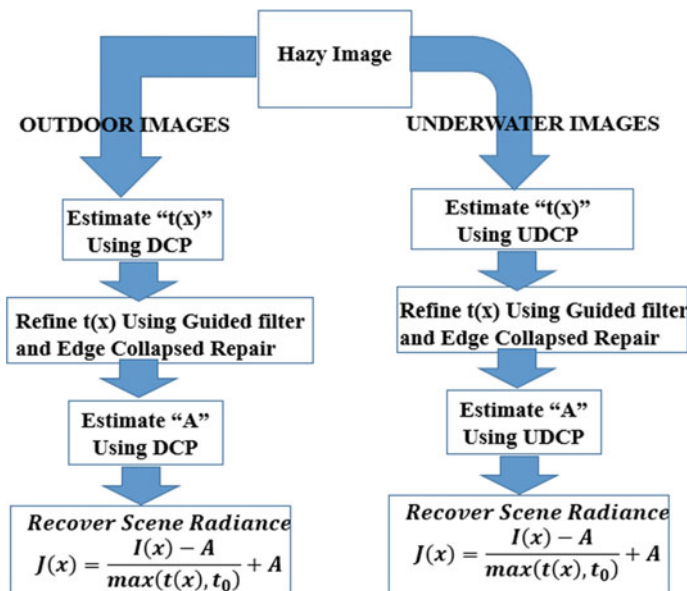 Hazy Image
OUTDOOR IMAGES
Estimate “t(x)”
Using DCP
Refine t(x) Using Guided filter
and Edge Collapsed Repair
Estimate “A”
Using DCP
Recover Scene Radiance
J(x) = \frac{I(x) − A}{max(t(x), t₀)} + A
UNDERWATER IMAGES
Estimate “t(x)”
Using UDCP
Refine t(x) Using Guided filter
and Edge Collapsed Repair
Estimate “A”
Using UDCP
Recover Scene Radiance
J(x) = \frac{I(x) − A}{max(t(x), t₀)} + A